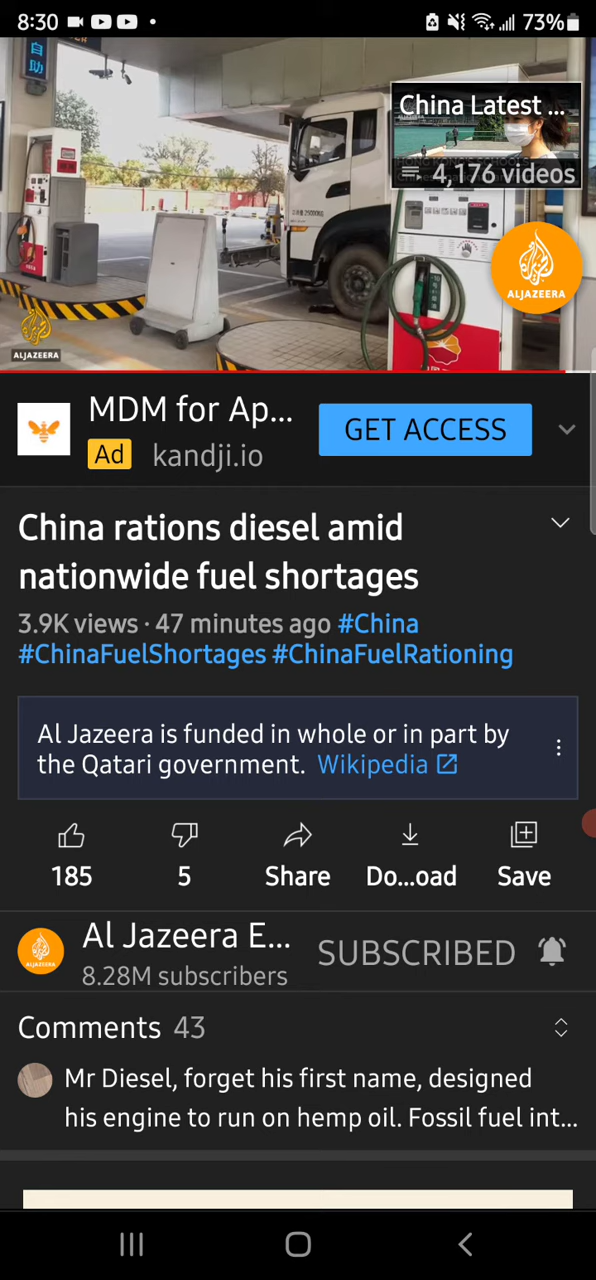 8:30
73%
自助
China Latest ...
4,176 videos
ALJAZEERA
ALJAZEERA
MDM for Ap...
GET ACCESS
Ad kandji.io
China rations diesel amid
nationwide fuel shortages
3.9K views · 47 minutes ago #China
#ChinaFuelShortages #ChinaFuelRationing
Al Jazeera is funded in whole or in part by
the Qatari government. Wikipedia
185
5
Share
Do...oad
Save
Al Jazeera E...
SUBSCRIBED
8.28M subscribers
Comments 43
Mr Diesel, forget his first name, designed
his engine to run on hemp oil. Fossil fuel int...